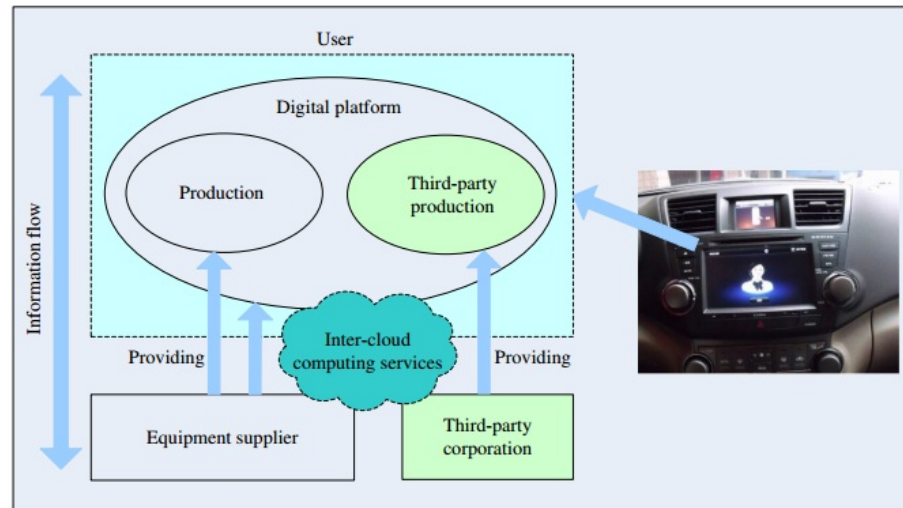 User
Digital platform
Production
Third-party
production
Information flow
Inter-cloud
computing services
Providing
Providing
Equipment supplier
Third-party
corporation